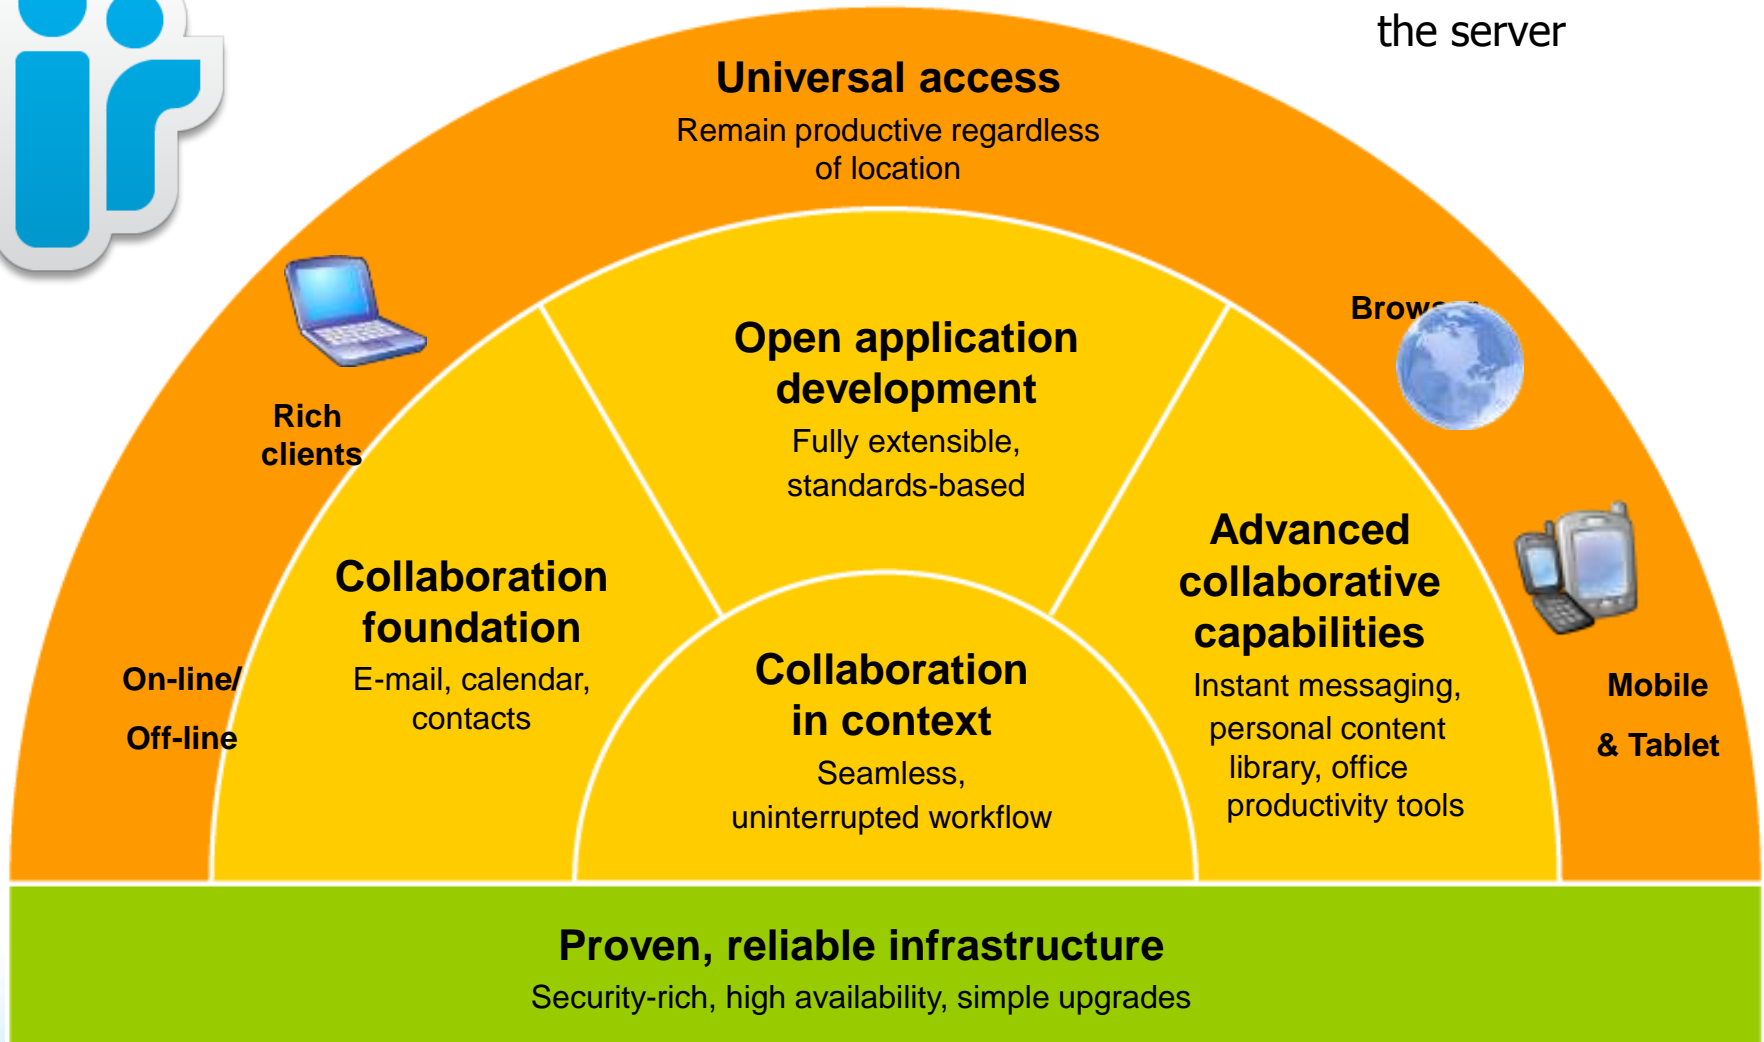 the server
Universal access
Remain productive regardless
of location
Rich
clients
On-line/
Off-line
Open application
development
Fully extensible,
standards-based
Collaboration
foundation
E-mail, calendar,
contacts
Collaboration
in context
Seamless,
uninterrupted workflow
Advanced
collaborative
capabilities
Instant messaging,
personal content
library, office
productivity tools
Mobile
& Tablet
Proven, reliable infrastructure
Security-rich, high availability, simple upgrades